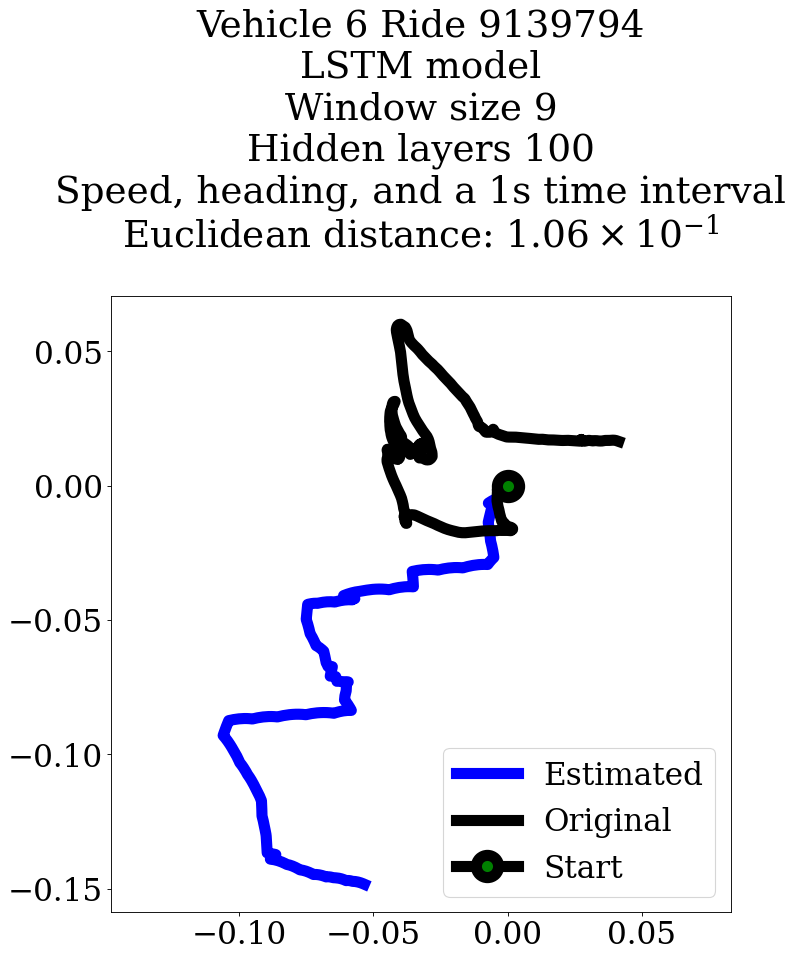 Vehicle 6 Ride 9139794
LSTM model
Window size 9
Hidden layers 100
Speed, heading, and a 1s time interval
Euclidean distance: 1.06 × 10⁻¹
0.05
0.00
−0.05
−0.10
−0.15
Estimated
Original
Start
−0.10 −0.05 0.00 0.05